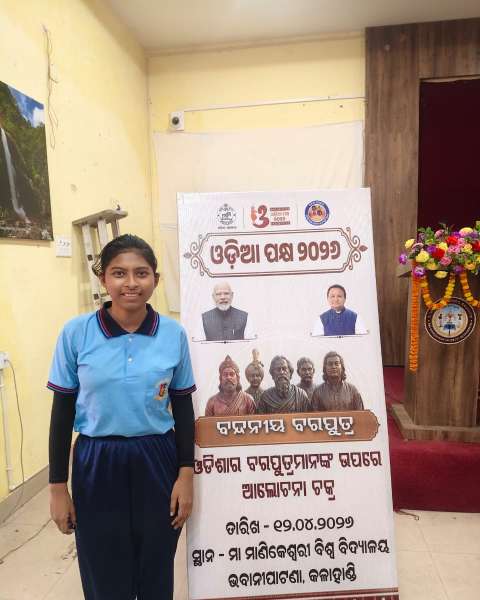 ଓଡ଼ିଆ ପକ୍ଷ ୨୦୨୬
ବନ୍ଦନୀୟ ବରପୁତ୍ର
ଓଡିଶାର ବରପୁତ୍ରମାନଙ୍କ ଉପରେ
ଆଲୋଚନା ଚକ୍ର
ତାରିଖ - ୧୨.୦୪.୨୦୨୬
ସ୍ଥାନ - ମା ମାଣିକେଶ୍ୱରୀ ବିଶ୍ୱ ବିଦ୍ୟାଳୟ
ଭବାନୀପାଟଣା, କଳାହାଣ୍ଡି